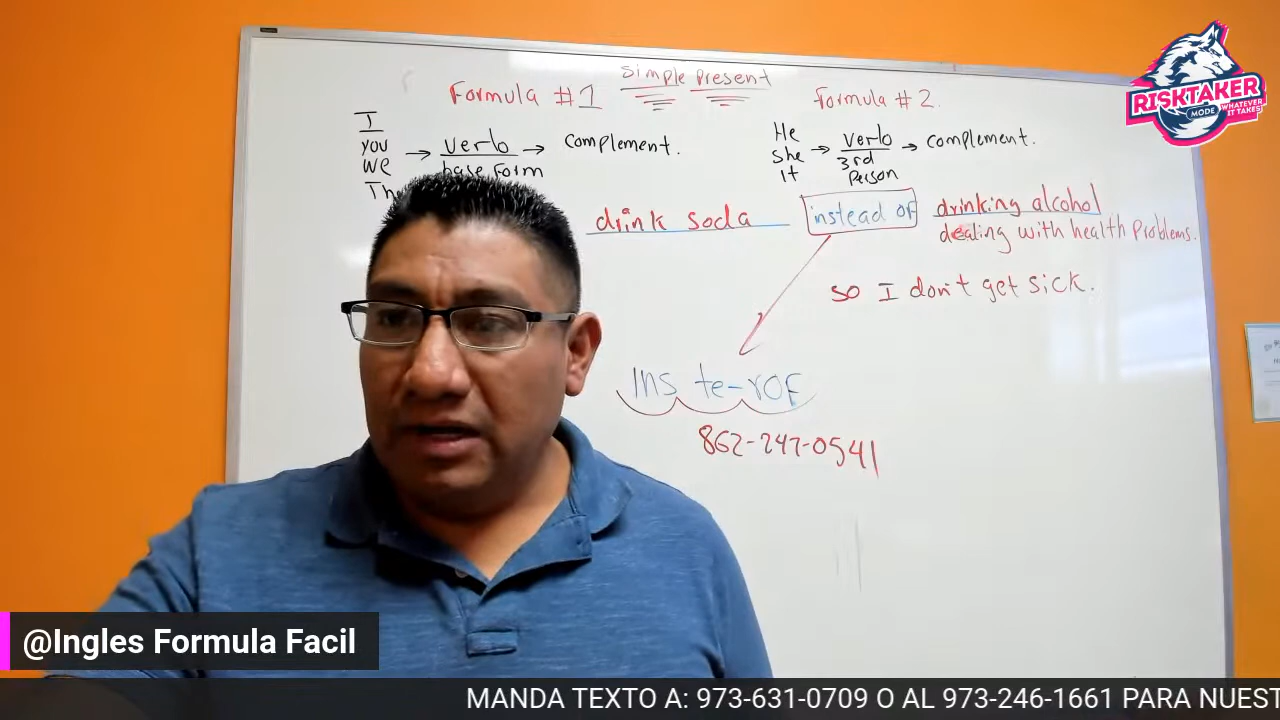 simple present
Formula #1
Formula # 2.
I
you
we
Th
→ verb → complement.
base form
He
she
it
→ verb → complement.
3rd
Person
drink soda
instead of
drinking alcohol
dealing with health Problems.
so I don't get sick.
Ins te-rOF
862-247-0541
RISKTAKER
MODE
WHATEVER
IT TAKES
@Ingles Formula Facil
MANDA TEXTO A: 973-631-0709 O AL 973-246-1661 PARA NUEST